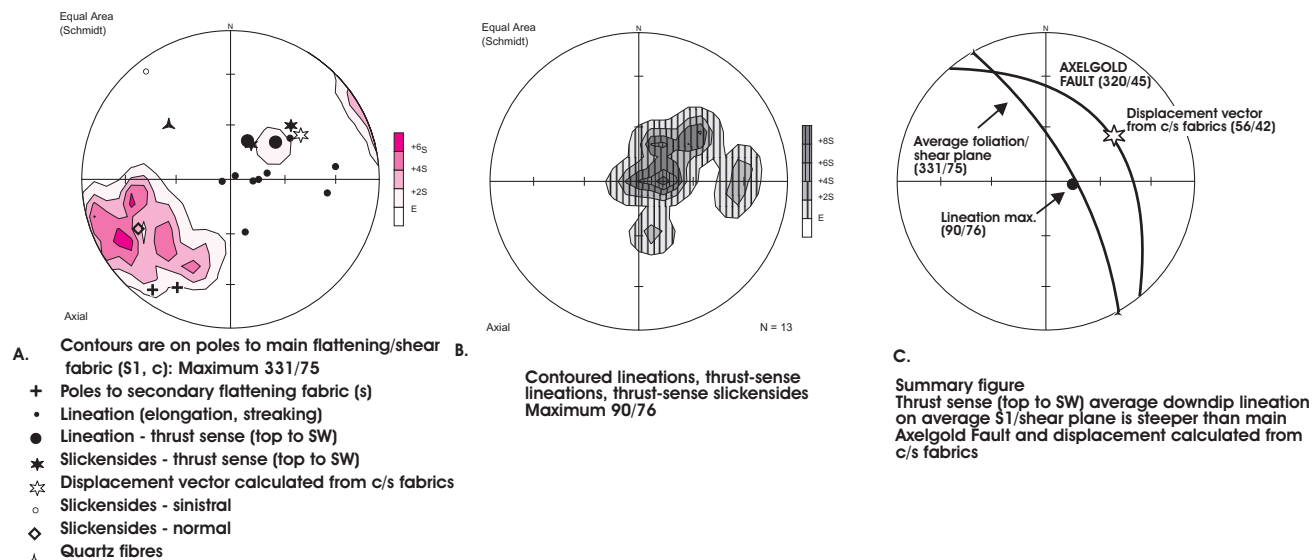 Equal Area
(Schmidt)
N
+6S
+4S
+2S
E
Axial
A.
Contours are on poles to main flattening/shear
fabric (S1, c): Maximum 331/75
Poles to secondary flattening fabric (s)
Lineation (elongation, streaking)
Lineation - thrust sense (top to SW)
Slickensides - thrust sense (top to SW)
Displacement vector calculated from c/s fabrics
Slickensides - sinistral
Slickensides - normal
Quartz fibres
Equal Area
(Schmidt)
N
+8S
+6S
+4S
+2S
E
Axial
N = 13
B.
Contoured lineations, thrust-sense
lineations, thrust-sense slickensides
Maximum 90/76
N
AXELGOLD
FAULT (320/45)
Displacement vector
from c/s fabrics (56/42)
Average foliation/
shear plane
(331/75)
Lineation max.
(90/76)
C.
Summary figure
Thrust sense (top to SW) average downdip lineation
on average S1/shear plane is steeper than main
Axelgold Fault and displacement calculated from
c/s fabrics